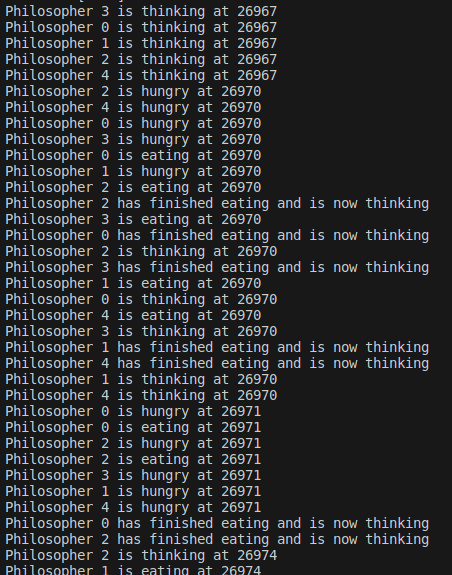 Philosopher 3 is thinking at 26967
Philosopher 0 is thinking at 26967
Philosopher 1 is thinking at 26967
Philosopher 2 is thinking at 26967
Philosopher 4 is thinking at 26967
Philosopher 2 is hungry at 26970
Philosopher 4 is hungry at 26970
Philosopher 0 is hungry at 26970
Philosopher 3 is hungry at 26970
Philosopher 0 is eating at 26970
Philosopher 1 is hungry at 26970
Philosopher 2 is eating at 26970
Philosopher 2 has finished eating and is now thinking
Philosopher 3 is eating at 26970
Philosopher 0 has finished eating and is now thinking
Philosopher 2 is thinking at 26970
Philosopher 3 has finished eating and is now thinking
Philosopher 1 is eating at 26970
Philosopher 0 is thinking at 26970
Philosopher 4 is eating at 26970
Philosopher 3 is thinking at 26970
Philosopher 1 has finished eating and is now thinking
Philosopher 4 has finished eating and is now thinking
Philosopher 1 is thinking at 26970
Philosopher 4 is thinking at 26970
Philosopher 0 is hungry at 26971
Philosopher 0 is eating at 26971
Philosopher 2 is hungry at 26971
Philosopher 2 is eating at 26971
Philosopher 3 is hungry at 26971
Philosopher 1 is hungry at 26971
Philosopher 4 is hungry at 26971
Philosopher 0 has finished eating and is now thinking
Philosopher 2 has finished eating and is now thinking
Philosopher 2 is thinking at 26974
Philosopher 1 is eating at 26974